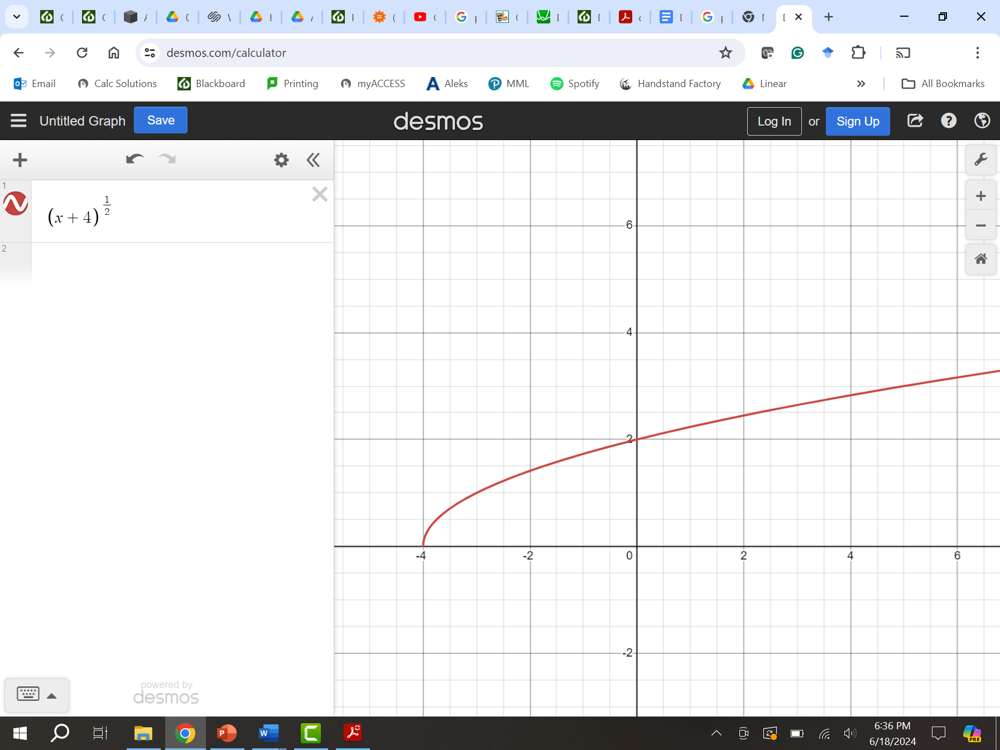 desmos.com/calculator
Email Calc Solutions Blackboard Printing myACCESS Aleks MML Spotify Handstand Factory Linear All Bookmarks
Untitled Graph Save desmos Log In or Sign Up
1
(x + 4)^{1/2}
2
6
4
2
-4 -2 0 2 4 6
-2
powered by
desmos
6:36 PM
6/18/2024
PRE